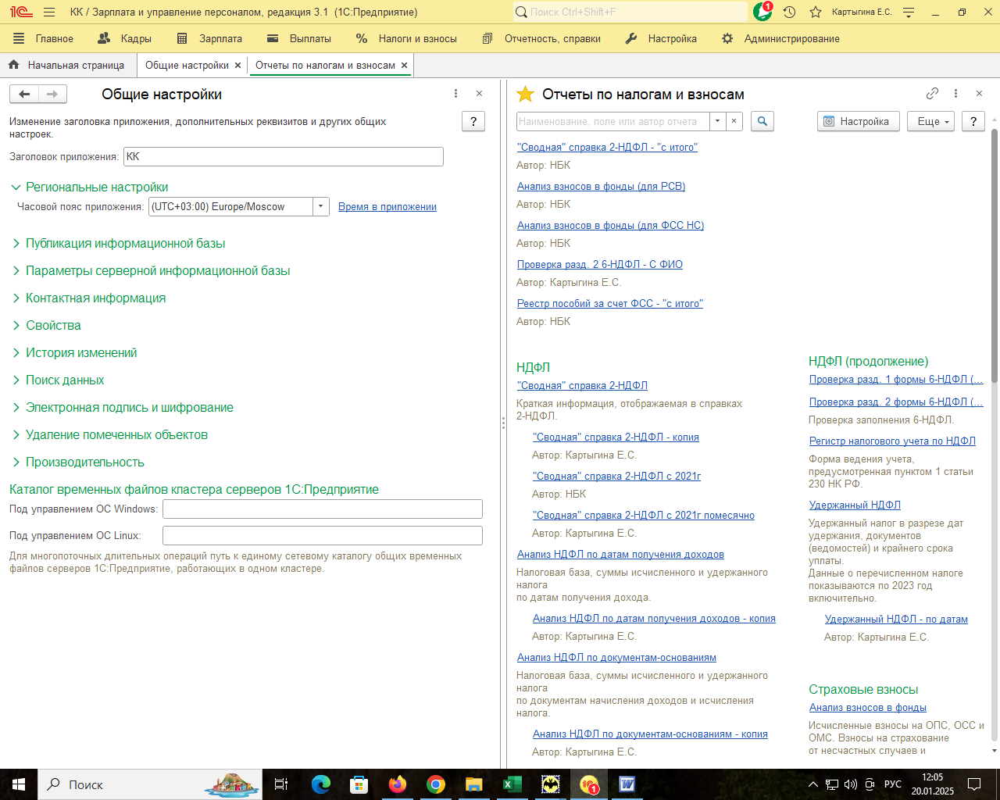 КК / Зарплата и управление персоналом, редакция 3.1 (1С:Предприятие)
Поиск Ctrl+Shift+F
1
Картыгина Е.С.
Главное
Кадры
Зарплата
Выплаты
Налоги и взносы
Отчетность, справки
Настройка
Администрирование
Начальная страница
Общие настройки
Отчеты по налогам и взносам
Общие настройки
Изменение заголовка приложения, дополнительных реквизитов и других общих
настроек.
?
Заголовок приложения: КК
Региональные настройки
Часовой пояс приложения: (UTC+03:00) Europe/Moscow
Время в приложении
Публикация информационной базы
Параметры серверной информационной базы
Контактная информация
Свойства
История изменений
Поиск данных
Электронная подпись и шифрование
Удаление помеченных объектов
Производительность
Каталог временных файлов кластера серверов 1С:Предприятие
Под управлением ОС Windows:
Под управлением ОС Linux:
Для многопоточных длительных операций путь к единому сетевому каталогу общих временных
файлов серверов 1С:Предприятие, работающих в одном кластере.
Отчеты по налогам и взносам
Наименование, поле или автор отчета
Настройка
Еще
?
"Сводная" справка 2-НДФЛ - "с итого"
Автор: НБК
Анализ взносов в фонды (для РСВ)
Автор: НБК
Анализ взносов в фонды (для ФСС НС)
Автор: НБК
Проверка разд. 2 6-НДФЛ - С ФИО
Автор: Картыгина Е.С.
Реестр пособий за счет ФСС - "с итого"
Автор: НБК
НДФЛ
"Сводная" справка 2-НДФЛ
Краткая информация, отображаемая в справках
2-НДФЛ.
"Сводная" справка 2-НДФЛ - копия
Автор: Картыгина Е.С.
"Сводная" справка 2-НДФЛ с 2021г
Автор: НБК
"Сводная" справка 2-НДФЛ с 2021г помесячно
Автор: Картыгина Е.С.
Анализ НДФЛ по датам получения доходов
Налоговая база, суммы исчисленного и удержанного
налога
по датам получения дохода.
Анализ НДФЛ по датам получения доходов - копия
Автор: Картыгина Е.С.
Анализ НДФЛ по документам-основаниям
Налоговая база, суммы исчисленного и удержанного
налога
по документам начисления доходов и исчисления
налога.
Анализ НДФЛ по документам-основаниям - копия
Автор: Картыгина Е.С.
НДФЛ (продолжение)
Проверка разд. 1 формы 6-НДФЛ (...
Проверка разд. 2 формы 6-НДФЛ (...
Проверка заполнения 6-НДФЛ.
Регистр налогового учета по НДФЛ
Форма ведения учета,
предусмотренная пунктом 1 статьи
230 НК РФ.
Удержанный НДФЛ
Удержанный налог в разрезе дат
удержания, документов
(ведомостей) и крайнего срока
уплаты.
Данные о перечисленном налоге
показываются по 2023 год
включительно.
Удержанный НДФЛ - по датам
Автор: Картыгина Е.С.
Страховые взносы
Анализ взносов в фонды
Исчисленные взносы на ОПС, ОСС и
ОМС. Взносы на страхование
от несчастных случаев и
Поиск
1
РУС
12:05
20.01.2025